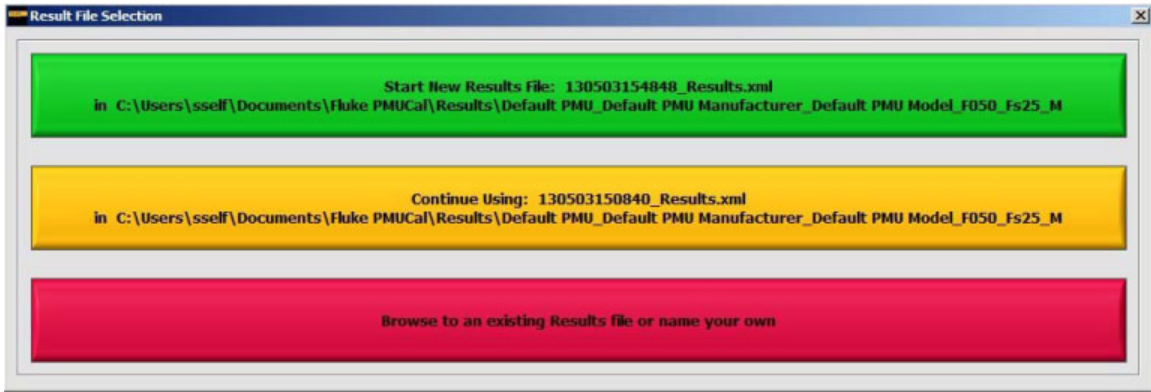 Result File Selection
Start New Results File: 130503154848_Results.xml
in C:\Users\sself\Documents\Fluke PMUCal\Results\Default PMU_Default PMU Manufacturer_Default PMU Model_F050_Fs25_M
Continue Using: 130503150840_Results.xml
in C:\Users\sself\Documents\Fluke PMUCal\Results\Default PMU_Default PMU Manufacturer_Default PMU Model_F050_Fs25_M
Browse to an existing Results file or name your own